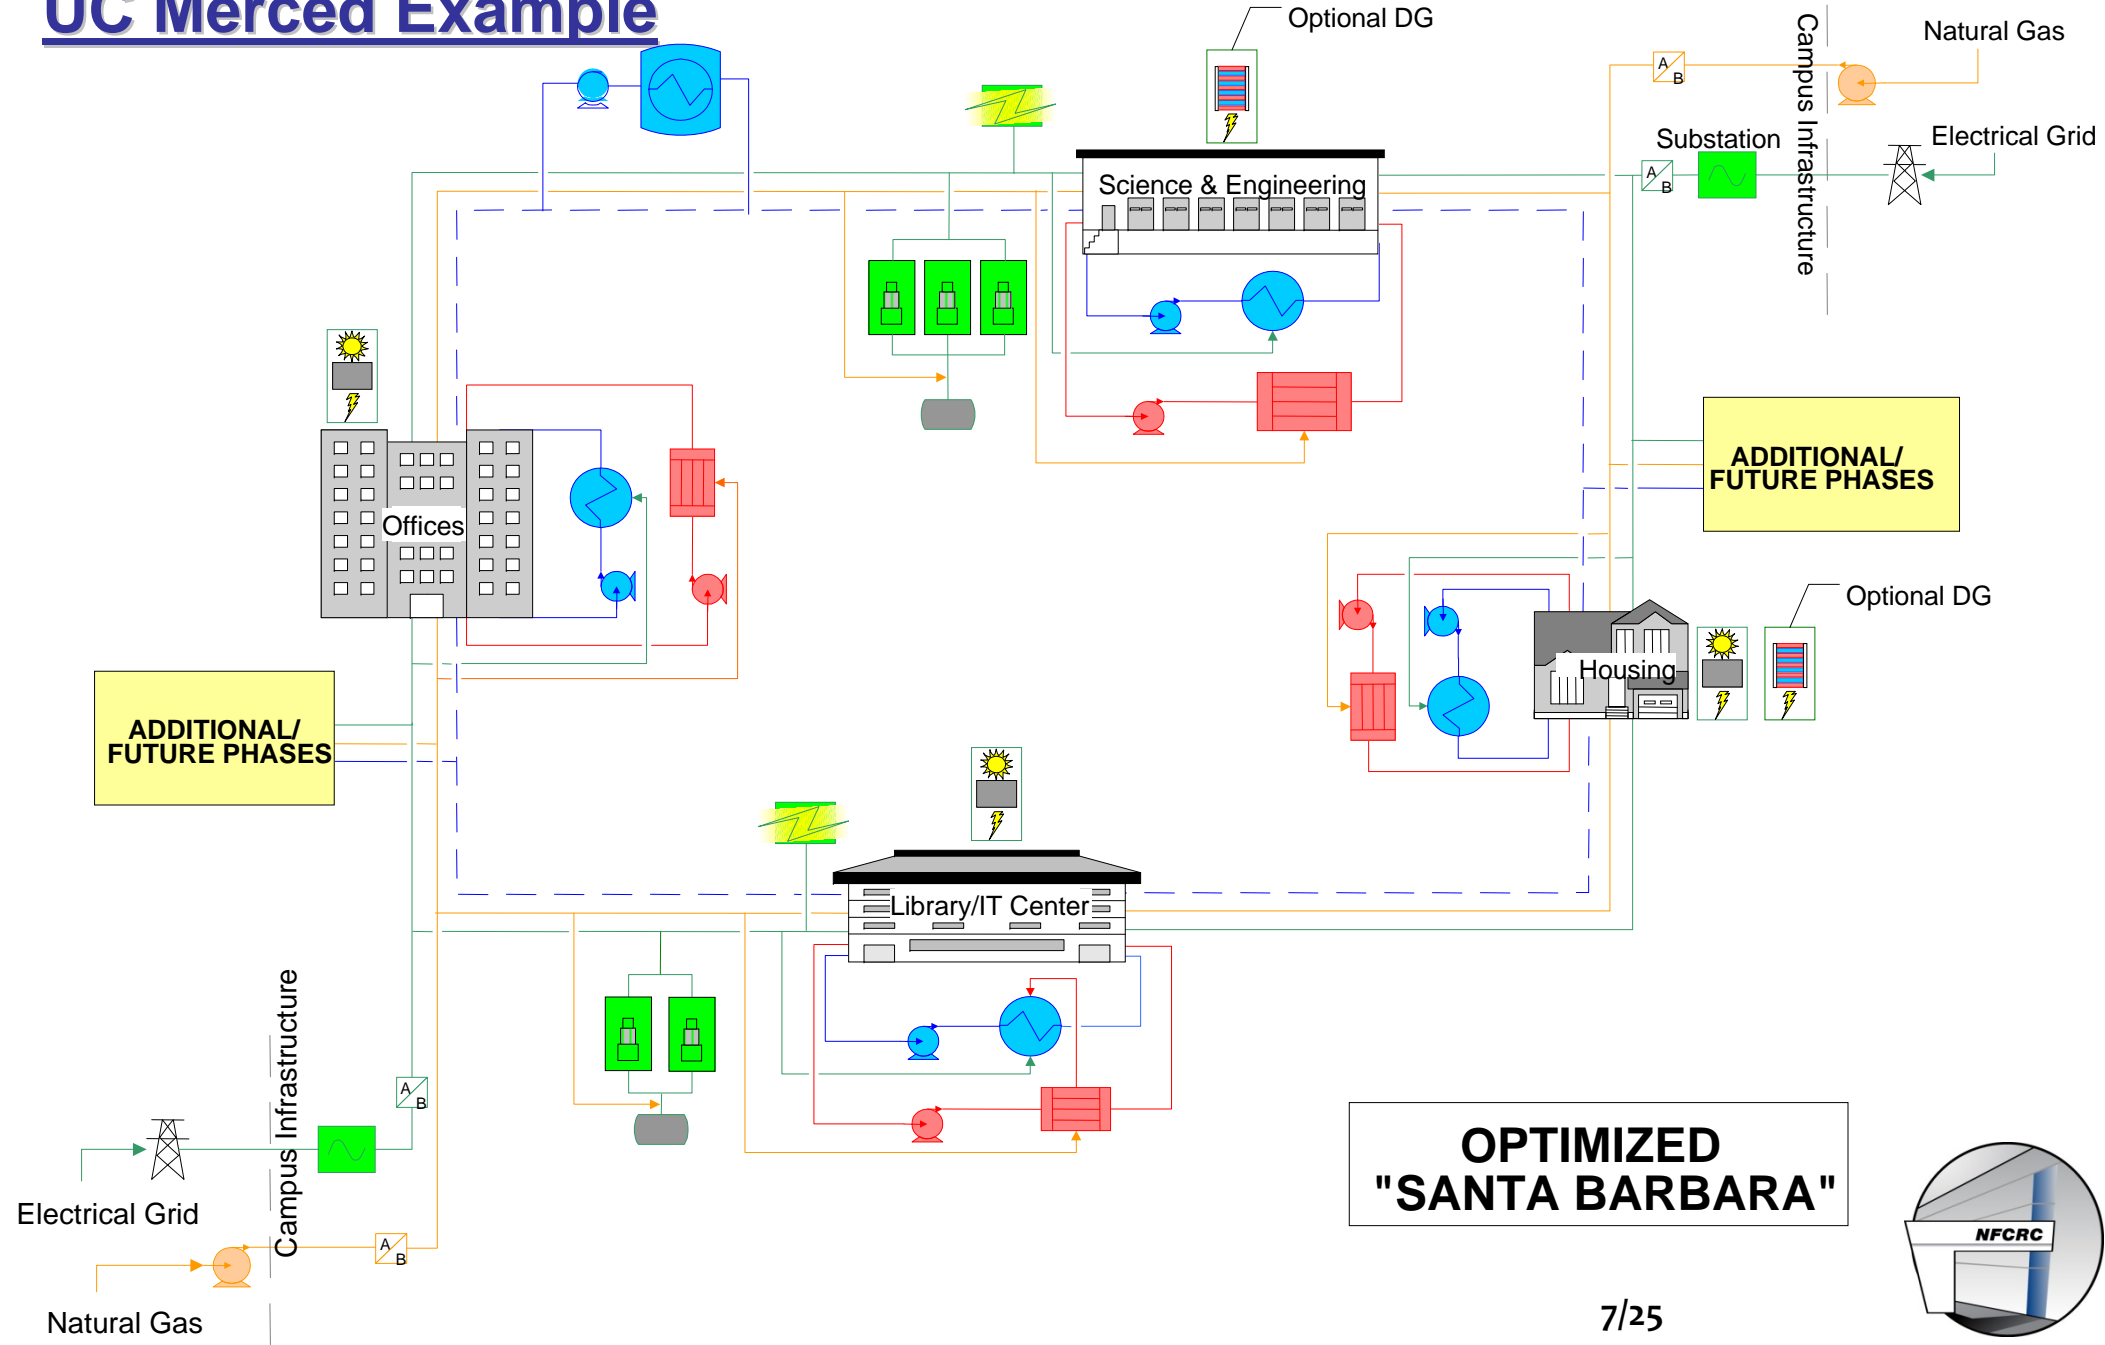 UC Merced Example
Optional DG
Campus Infrastructure
Natural Gas
A
B
Substation
Electrical Grid
A
B
Science & Engineering
Offices
ADDITIONAL/
FUTURE PHASES
Optional DG
Housing
ADDITIONAL/
FUTURE PHASES
Library/IT Center
Campus Infrastructure
A
B
Electrical Grid
A
B
Natural Gas
OPTIMIZED
"SANTA BARBARA"
NFCRC
7/25